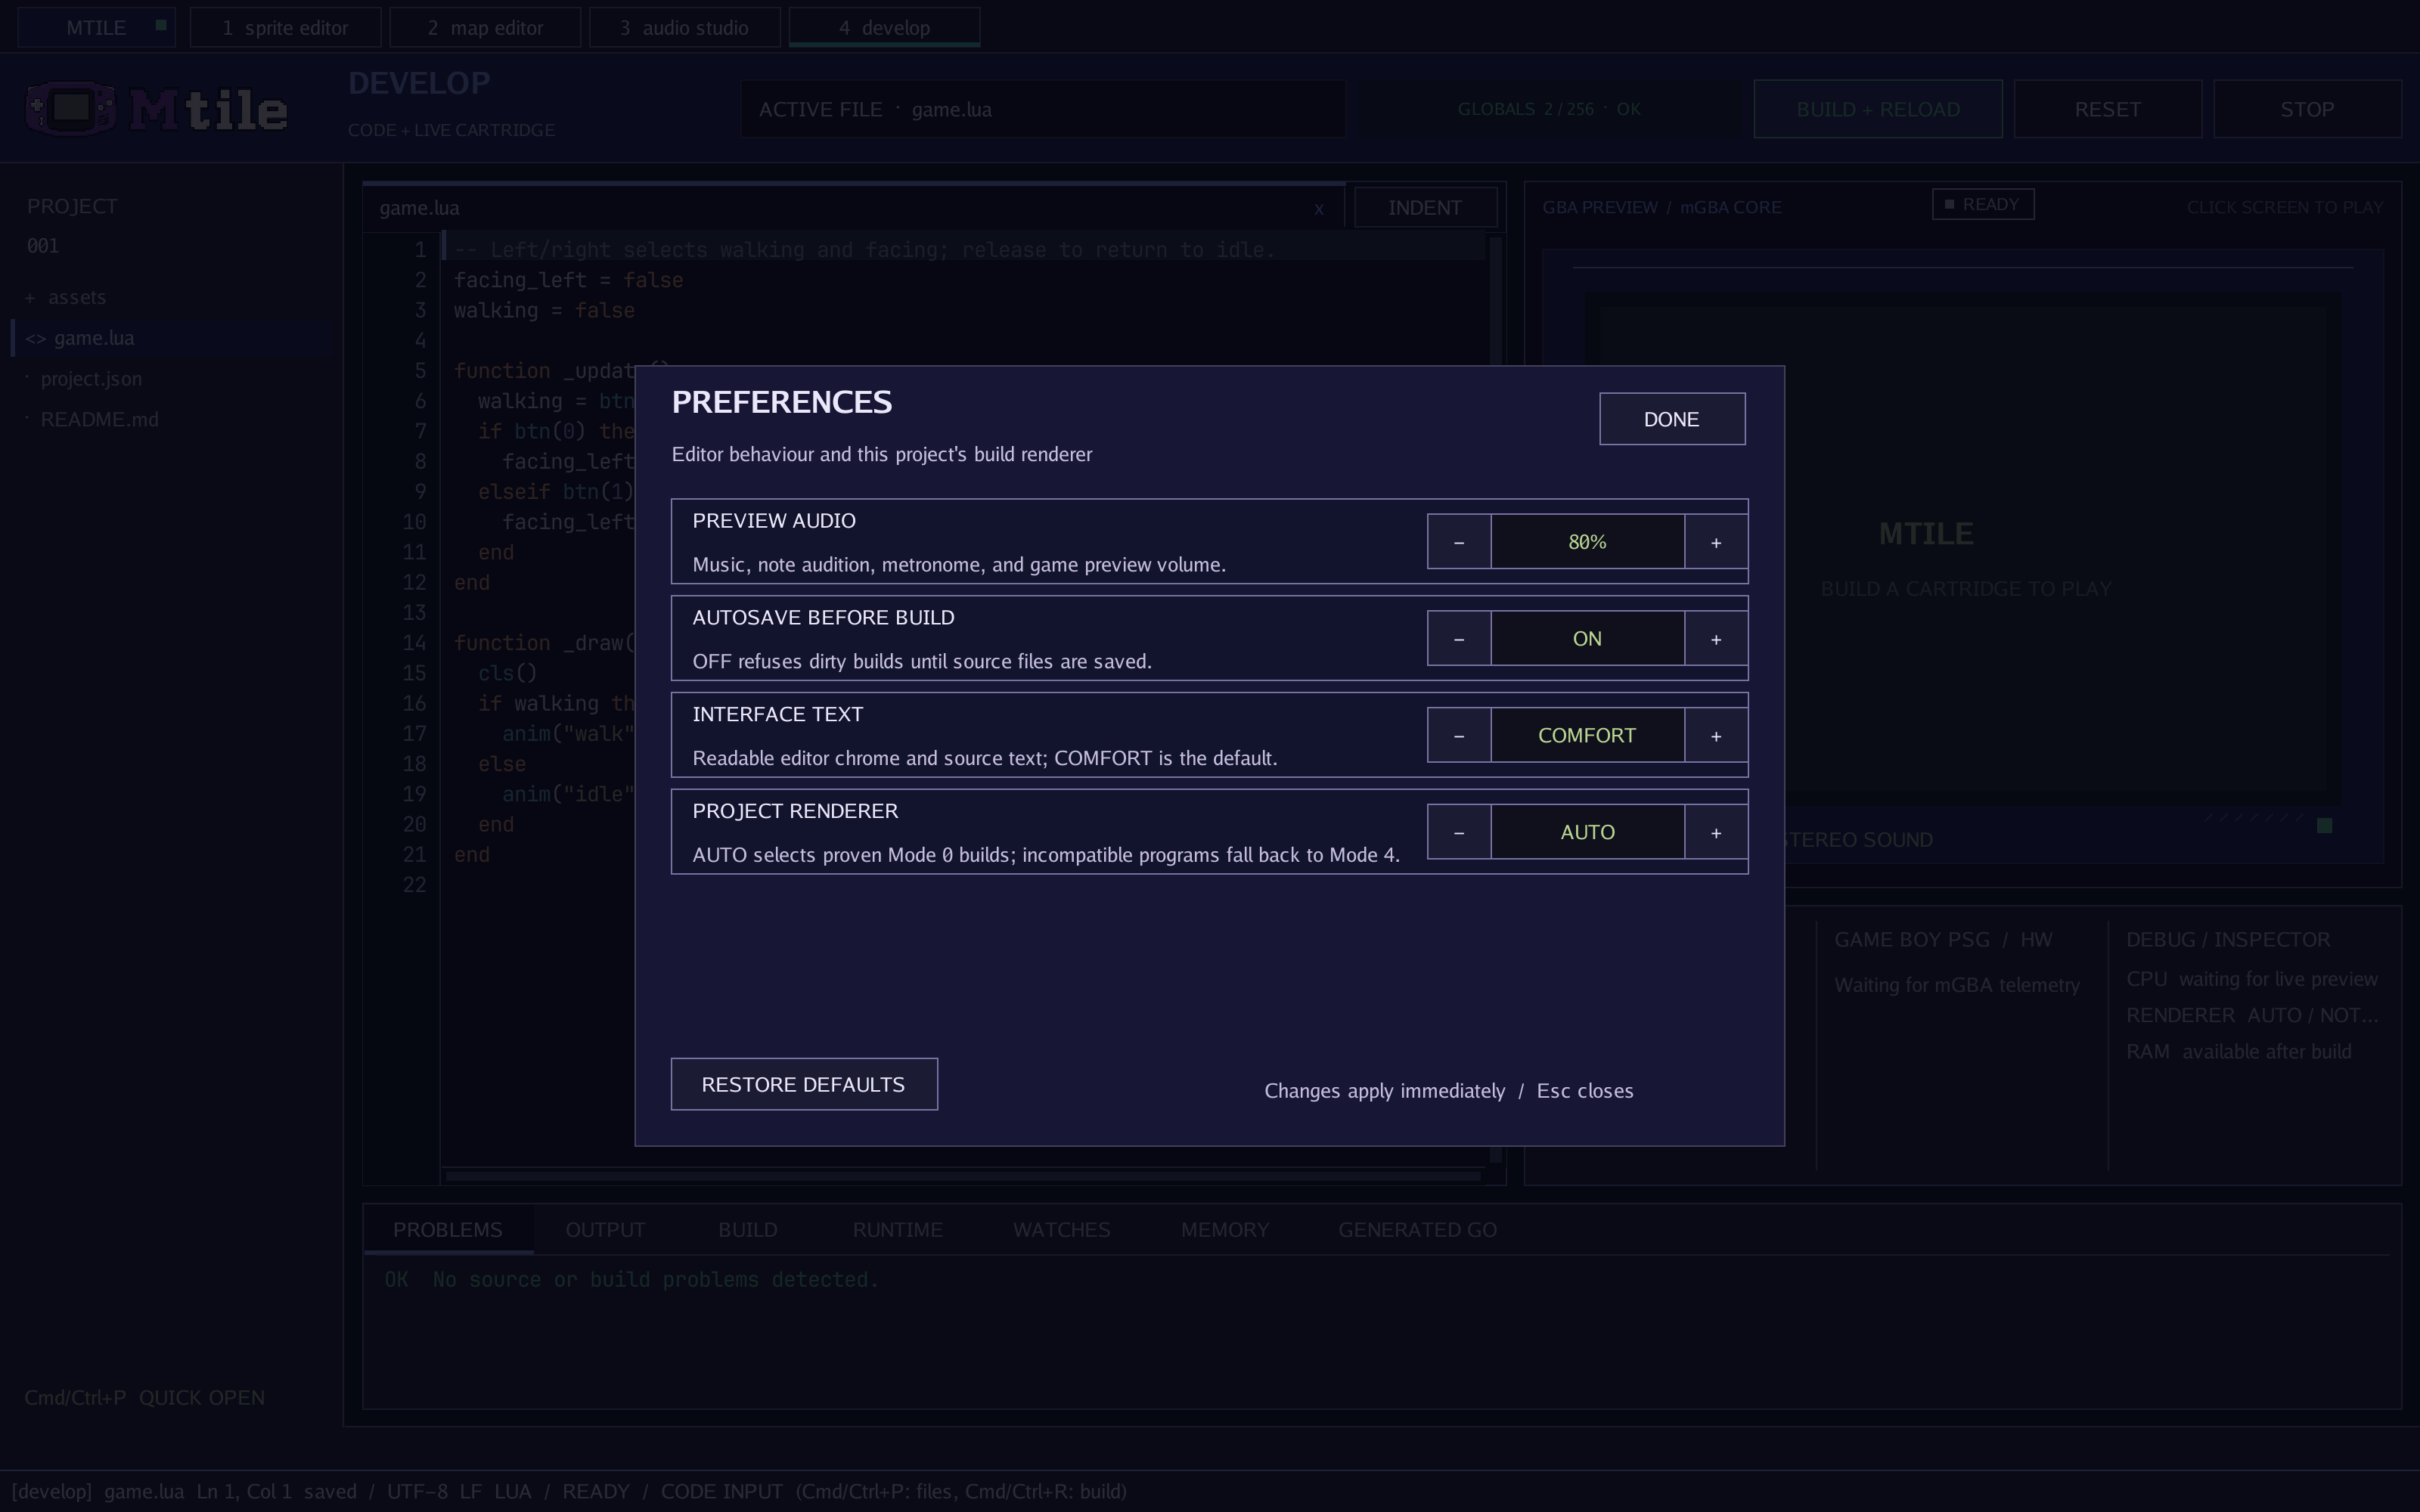 MTILE
1 sprite editor
2 map editor
3 audio studio
4 develop
Mtile
DEVELOP
CODE + LIVE CARTRIDGE
ACTIVE FILE · game.lua
GLOBALS 2 / 256 · OK
BUILD + RELOAD
RESET
STOP
PROJECT
001
+ assets
<> game.lua
· project.json
· README.md
Cmd/Ctrl+P QUICK OPEN
game.lua x
INDENT
1 -- Left/right selects walking and facing; release to return to idle.
2 facing_left = false
3 walking = false
4
5 function _update()
6 walking = btn
7 if btn(0) the
8 facing_left
9 elseif btn(1)
10 facing_left
11 end
12 end
13
14 function _draw(
15 cls()
16 if walking th
17 anim("walk"
18 else
19 anim("idle"
20 end
21 end
22
GBA PREVIEW / mGBA CORE
READY
CLICK SCREEN TO PLAY
MTILE
BUILD A CARTRIDGE TO PLAY
STEREO SOUND
PREFERENCES
DONE
Editor behaviour and this project's build renderer
PREVIEW AUDIO
Music, note audition, metronome, and game preview volume.
− 80% +
AUTOSAVE BEFORE BUILD
OFF refuses dirty builds until source files are saved.
− ON +
INTERFACE TEXT
Readable editor chrome and source text; COMFORT is the default.
− COMFORT +
PROJECT RENDERER
AUTO selects proven Mode 0 builds; incompatible programs fall back to Mode 4.
− AUTO +
RESTORE DEFAULTS
Changes apply immediately / Esc closes
GAME BOY PSG / HW
Waiting for mGBA telemetry
DEBUG / INSPECTOR
CPU waiting for live preview
RENDERER AUTO / NOT...
RAM available after build
PROBLEMS
OUTPUT
BUILD
RUNTIME
WATCHES
MEMORY
GENERATED GO
OK No source or build problems detected.
[develop] game.lua Ln 1, Col 1 saved / UTF−8 LF LUA / READY / CODE INPUT (Cmd/Ctrl+P: files, Cmd/Ctrl+R: build)